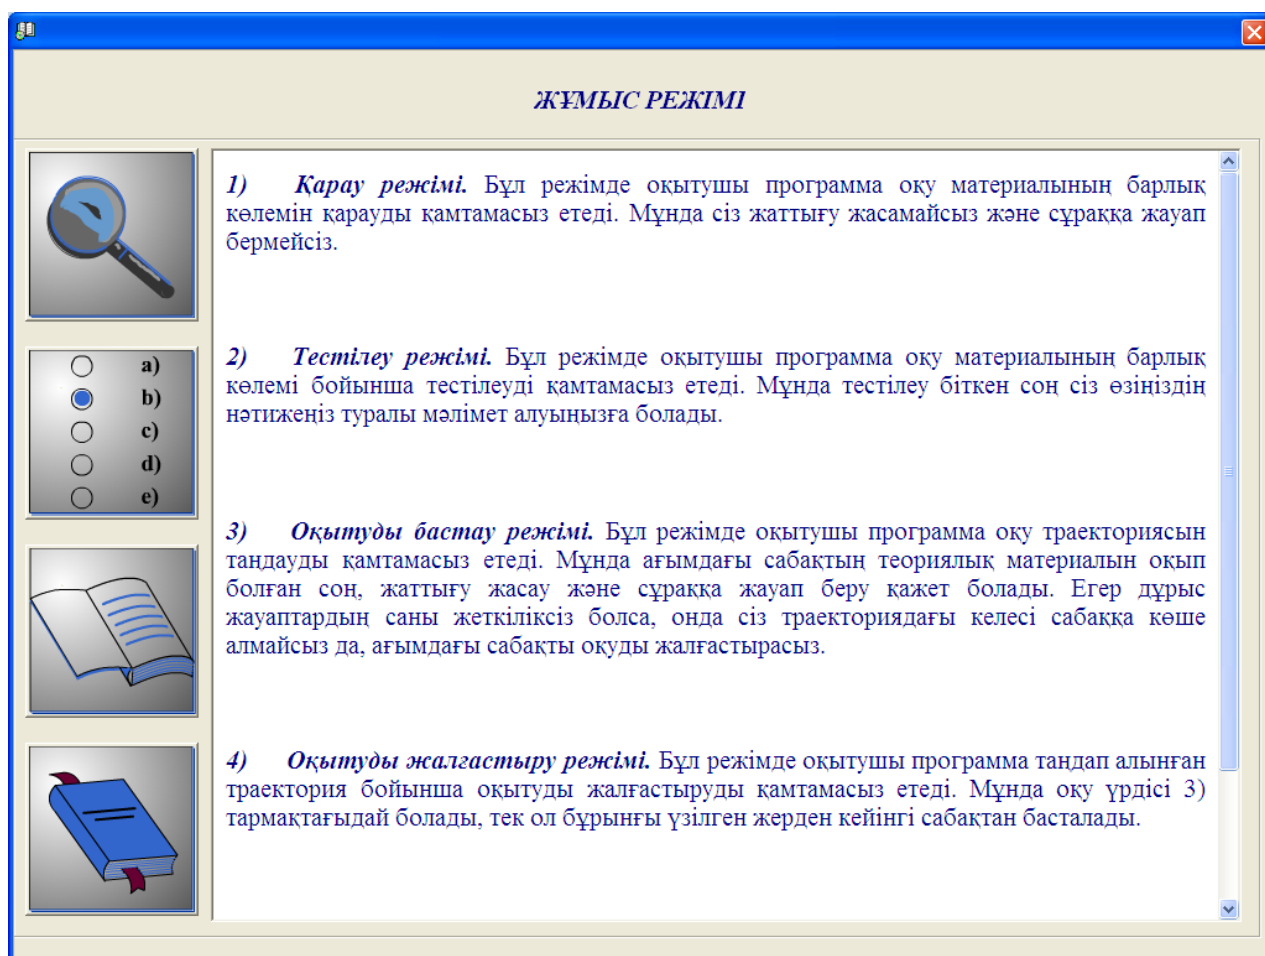 ЖҰМЫС РЕЖІМІ
1) Қарау режімі. Бұл режімде оқытушы программа оқу материалының барлық
көлемін қарауды қамтамасыз етеді. Мұнда сіз жаттығу жасамайсыз және сұраққа жауап
бермейсіз.
a)
b)
c)
d)
e)
2) Тестілеу режімі. Бұл режімде оқытушы программа оқу материалының барлық
көлемі бойынша тестілеуді қамтамасыз етеді. Мұнда тестілеу біткен соң сіз өзіңіздің
нәтижеңіз туралы мәлімет алуыңызға болады.
3) Оқытуды бастау режімі. Бұл режімде оқытушы программа оқу траекториясын
таңдауды қамтамасыз етеді. Мұнда ағымдағы сабақтың теориялық материалын оқып
болған соң, жаттығу жасау және сұраққа жауап беру қажет болады. Егер дұрыс
жауаптардың саны жеткіліксіз болса, онда сіз траекториядағы келесі сабаққа көше
алмайсыз да, ағымдағы сабақты оқуды жалғастырасыз.
4) Оқытуды жалғастыру режімі. Бұл режімде оқытушы программа таңдап алынған
траектория бойынша оқытуды жалғастыруды қамтамасыз етеді. Мұнда оқу үрдісі 3)
тармақтағыдай болады, тек ол бұрынғы үзілген жерден кейінгі сабақтан басталады.